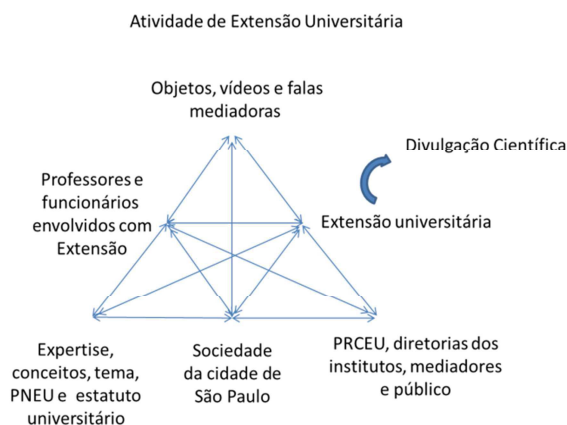 Atividade de Extensão Universitária
Objetos, vídeos e falas
mediadoras
Divulgação Científica
Professores e
funcionários
envolvidos com
Extensão
Extensão universitária
Expertise,
conceitos, tema,
PNEU e estatuto
universitário
Sociedade
da cidade de
São Paulo
PRCEU, diretorias dos
institutos, mediadores
e público